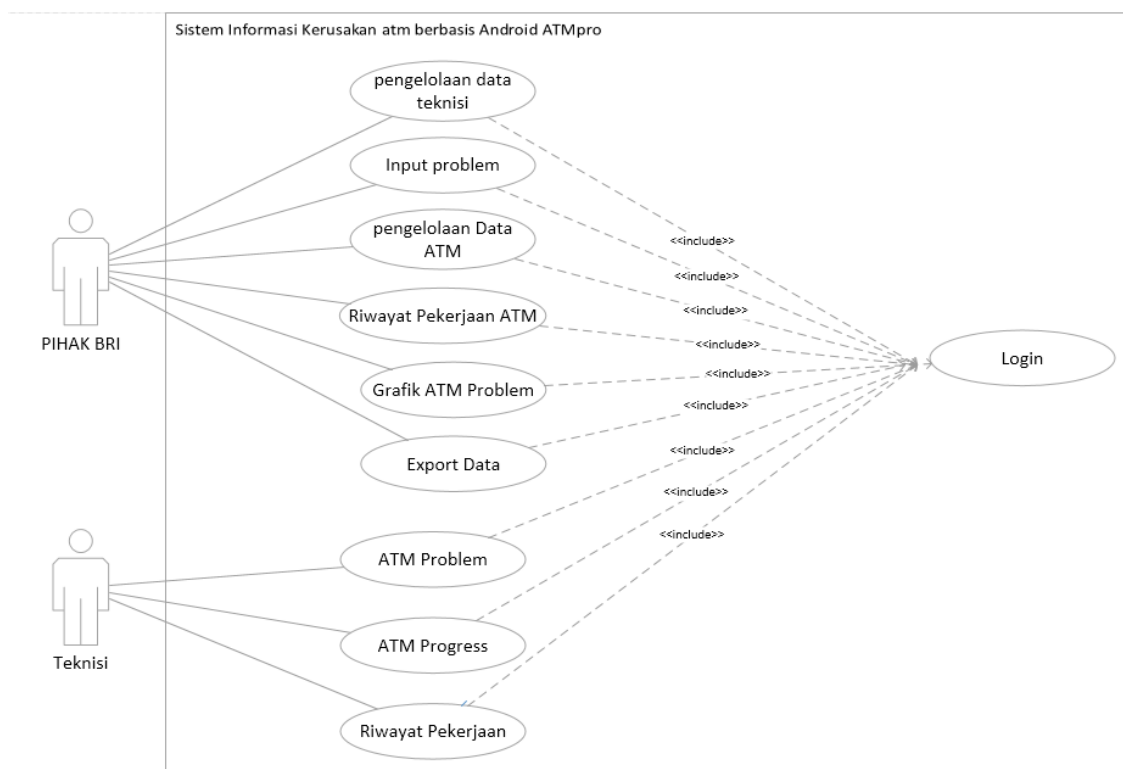 Sistem Informasi Kerusakan atm berbasis Android ATMpro
pengelolaan data
teknisi
Input problem
pengelolaan Data
ATM
Riwayat Pekerjaan ATM
Grafik ATM Problem
Export Data
PIHAK BRI
ATM Problem
ATM Progress
Riwayat Pekerjaan
Teknisi
<<include>>
<<include>>
<<include>>
<<include>>
<<include>>
<<include>>
<<include>>
<<include>>
<<include>>
Login